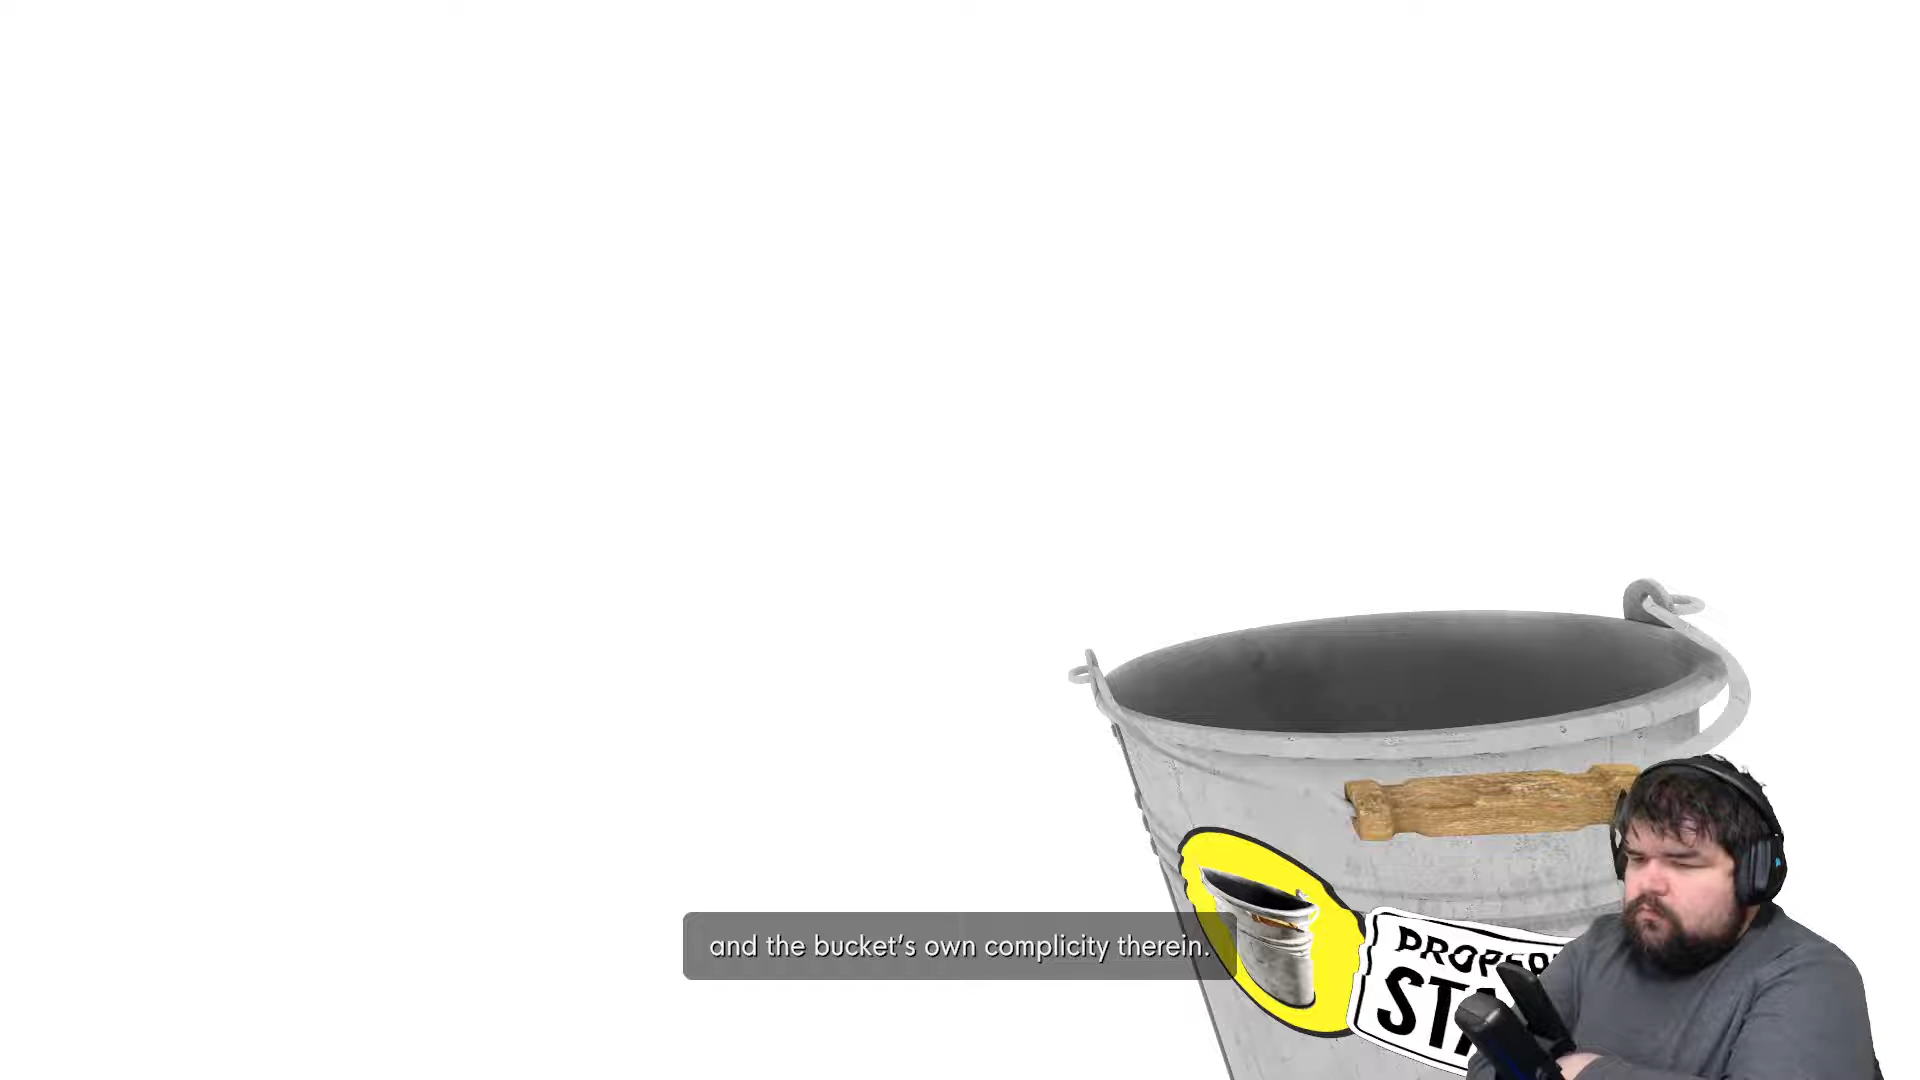 and the bucket's own complicity therein.